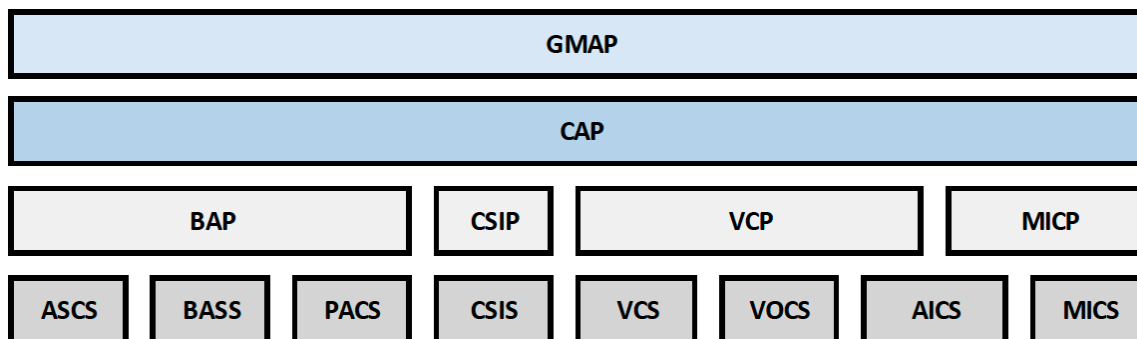 GMAP
CAP
BAP CSIP VCP MICP
ASCS BASS PACS CSIS VCS VOCS AICS MICS